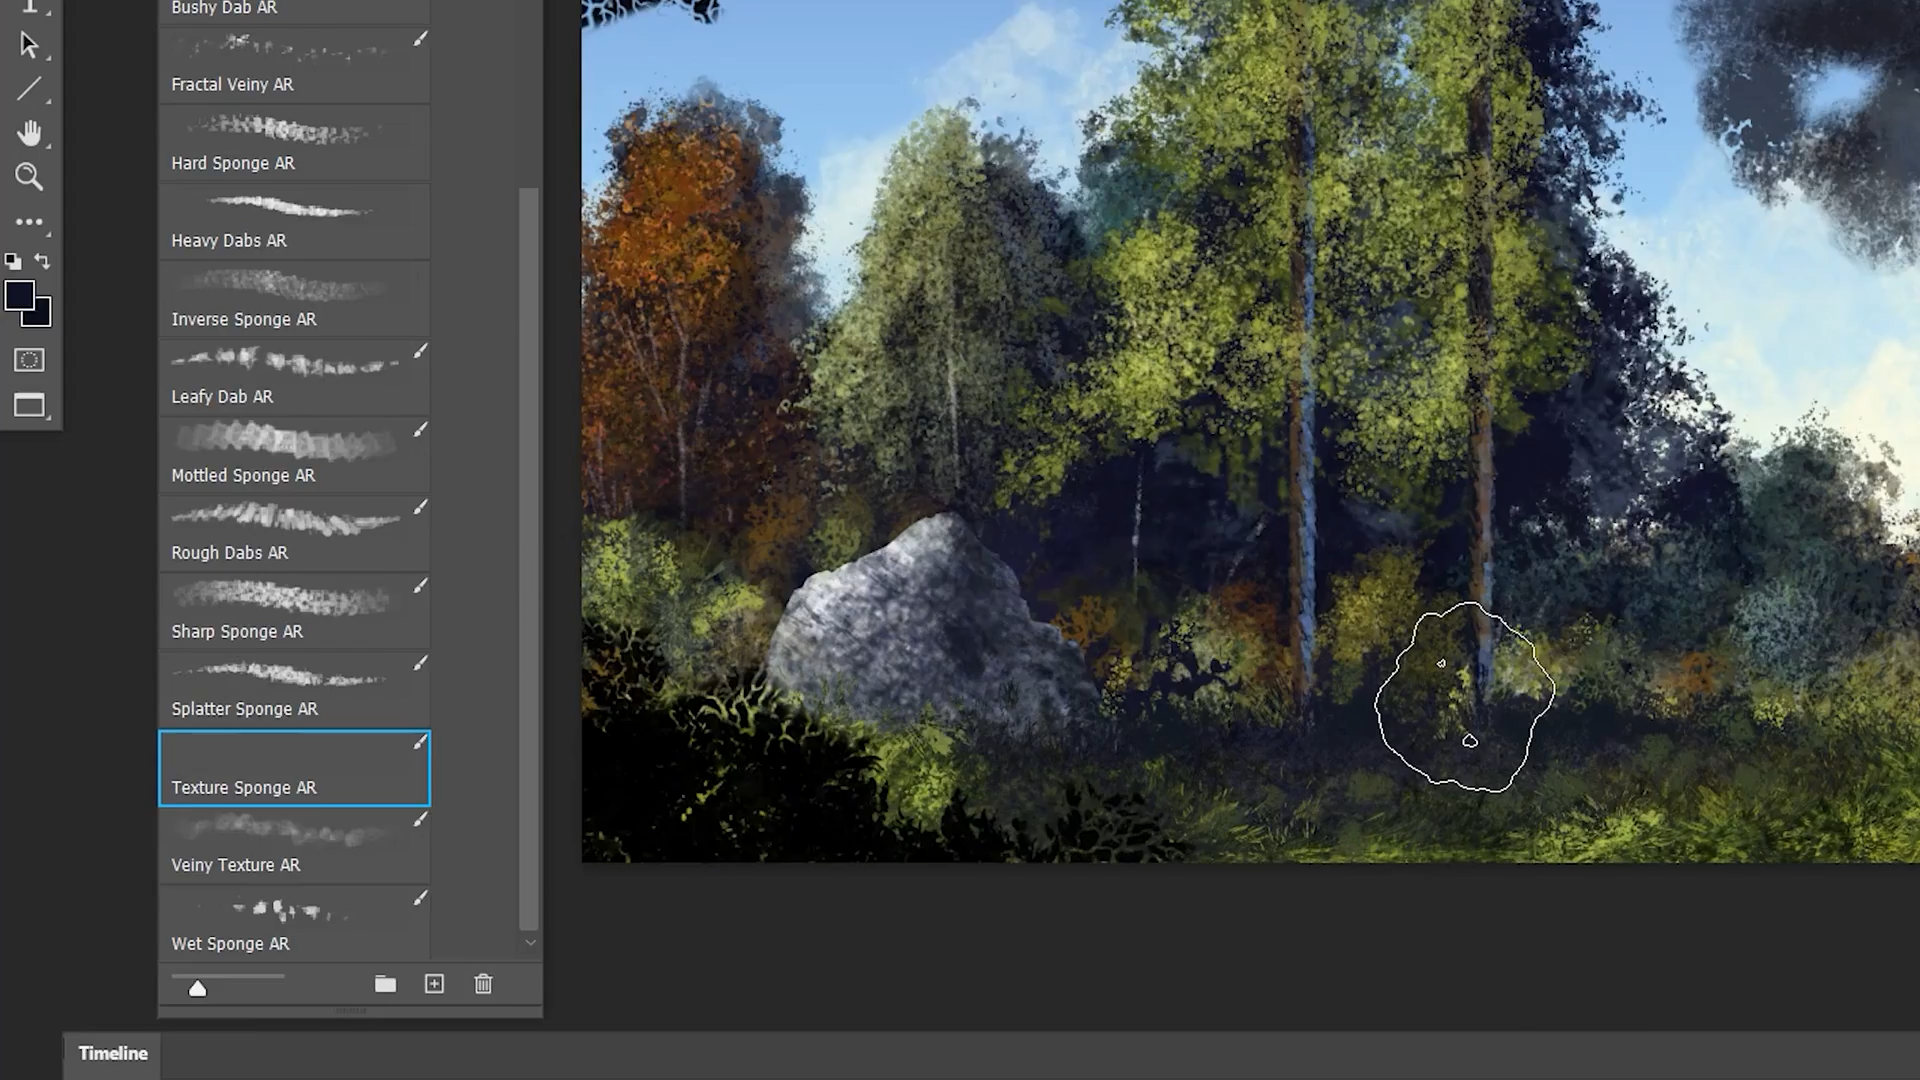 Bushy Dab AR
Fractal Veiny AR
Hard Sponge AR
Heavy Dabs AR
Inverse Sponge AR
Leafy Dab AR
Mottled Sponge AR
Rough Dabs AR
Sharp Sponge AR
Splatter Sponge AR
Texture Sponge AR
Veiny Texture AR
Wet Sponge AR
Timeline